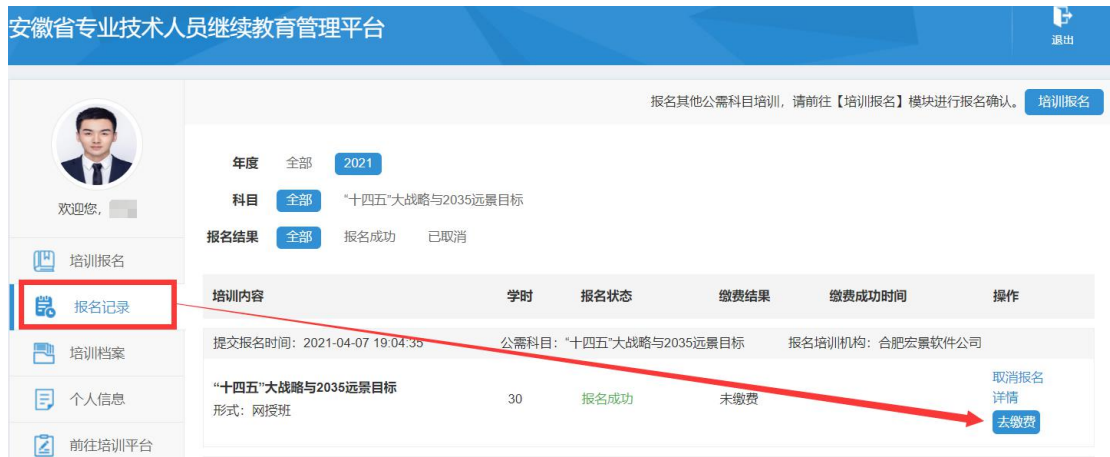 安徽省专业技术人员继续教育管理平台
退出
报名其他公需科目培训，请前往【培训报名】模块进行报名确认。 培训报名
年度 全部 2021
科目 全部 “十四五”大战略与2035远景目标
欢迎您，
报名结果 全部 报名成功 已取消
培训报名
报名记录
培训档案
个人信息
前往培训平台
培训内容 学时 报名状态 缴费结果 缴费成功时间 操作
提交报名时间：2021-04-07 19:04:35 公需科目：“十四五”大战略与2035远景目标 报名培训机构：合肥宏景软件公司
“十四五”大战略与2035远景目标
形式：网授班
30 报名成功 未缴费
取消报名
详情
去缴费